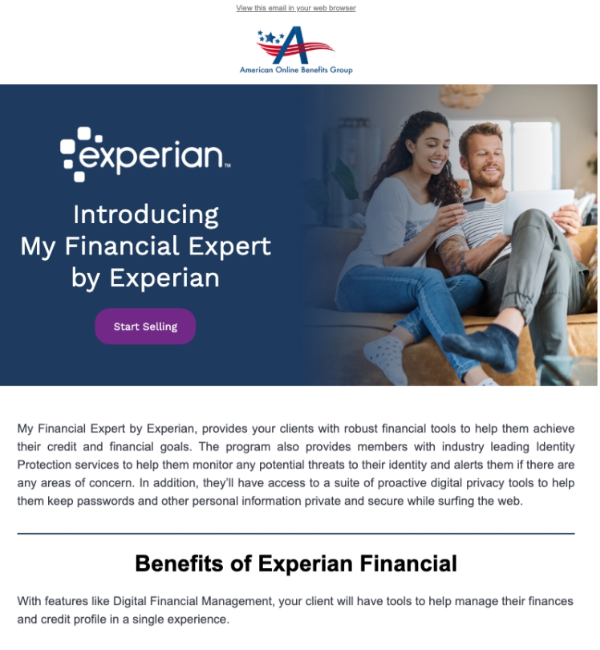 View this email in your web browser
American Online Benefits Group
experian™
Introducing
My Financial Expert
by Experian
Start Selling
My Financial Expert by Experian, provides your clients with robust financial tools to help them achieve
their credit and financial goals. The program also provides members with industry leading Identity
Protection services to help them monitor any potential threats to their identity and alerts them if there are
any areas of concern. In addition, they'll have access to a suite of proactive digital privacy tools to help
them keep passwords and other personal information private and secure while surfing the web.
Benefits of Experian Financial
With features like Digital Financial Management, your client will have tools to help manage their finances
and credit profile in a single experience.